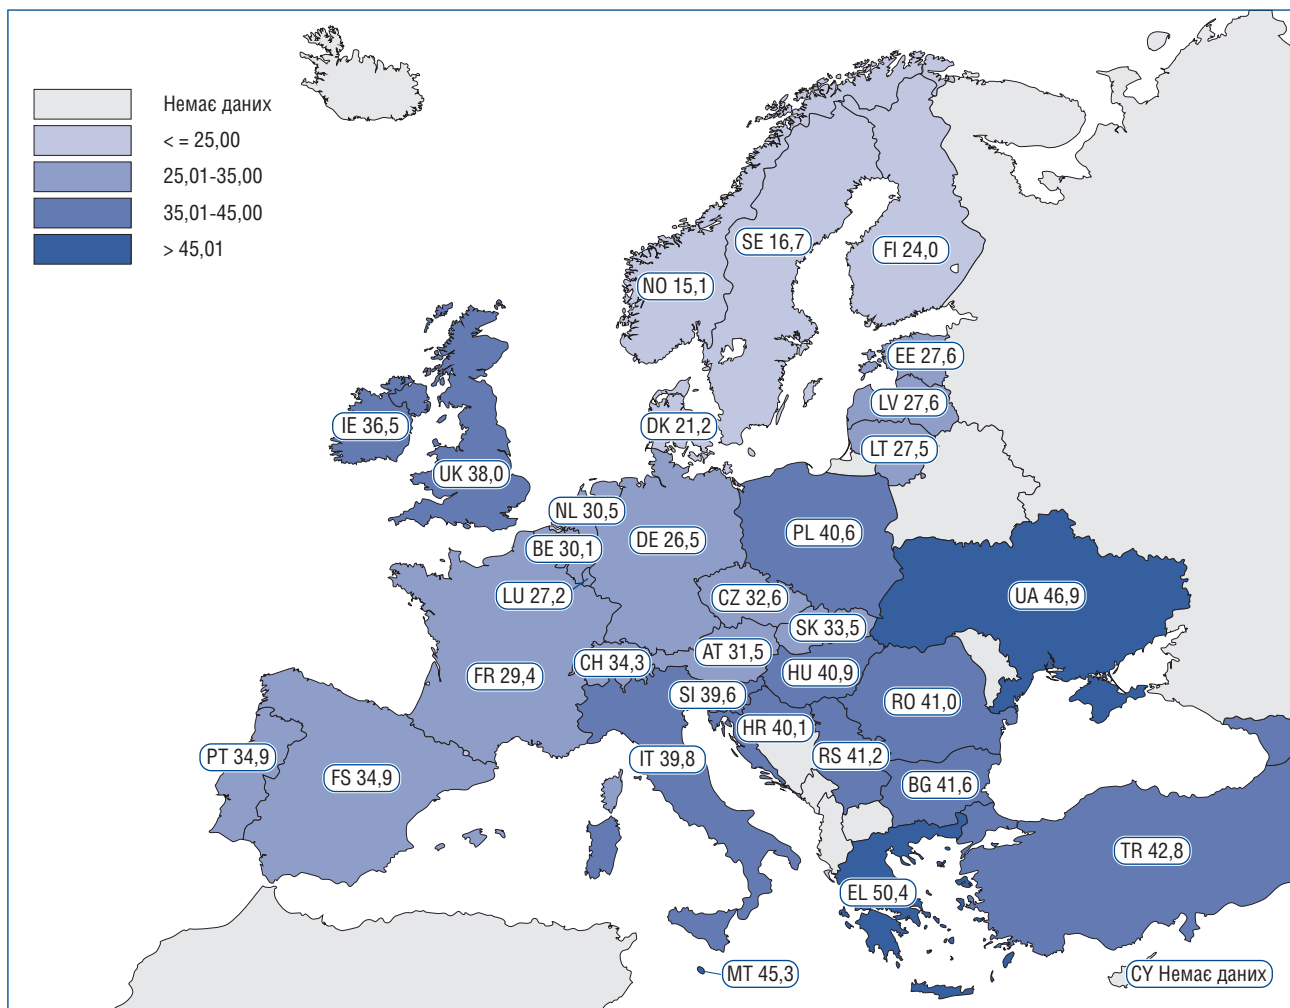 Немає даних
< = 25,00
25,01-35,00
35,01-45,00
> 45,01
SE 16,7
FI 24,0
NO 15,1
EE 27,6
LV 27,6
IE 36,5
DK 21,2
LT 27,5
UK 38,0
NL 30,5
PL 40,6
DE 26,5
BE 30,1
LU 27,2
CZ 32,6
UA 46,9
SK 33,5
AT 31,5
CH 34,3
FR 29,4
HU 40,9
SI 39,6
RO 41,0
HR 40,1
PT 34,9
IT 39,8
RS 41,2
FS 34,9
BG 41,6
TR 42,8
EL 50,4
MT 45,3
CY Немає даних